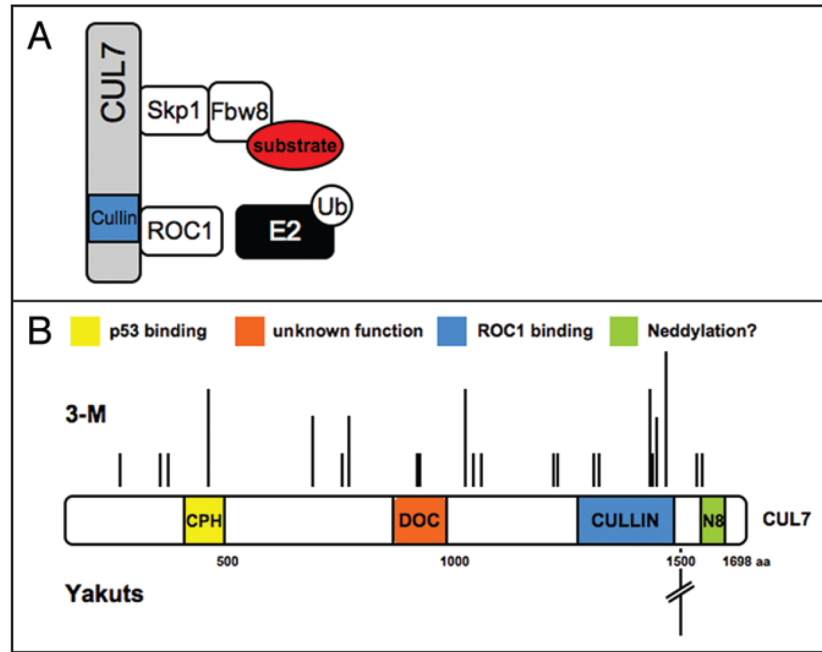 A
CUL7
Skp1 Fbw8
substrate
Cullin
ROC1 E2 Ub
B
p53 binding unknown function ROC1 binding Neddylation?
3-M
CPH DOC CULLIN N8 CUL7
500 1000 1500 1698 aa
Yakuts